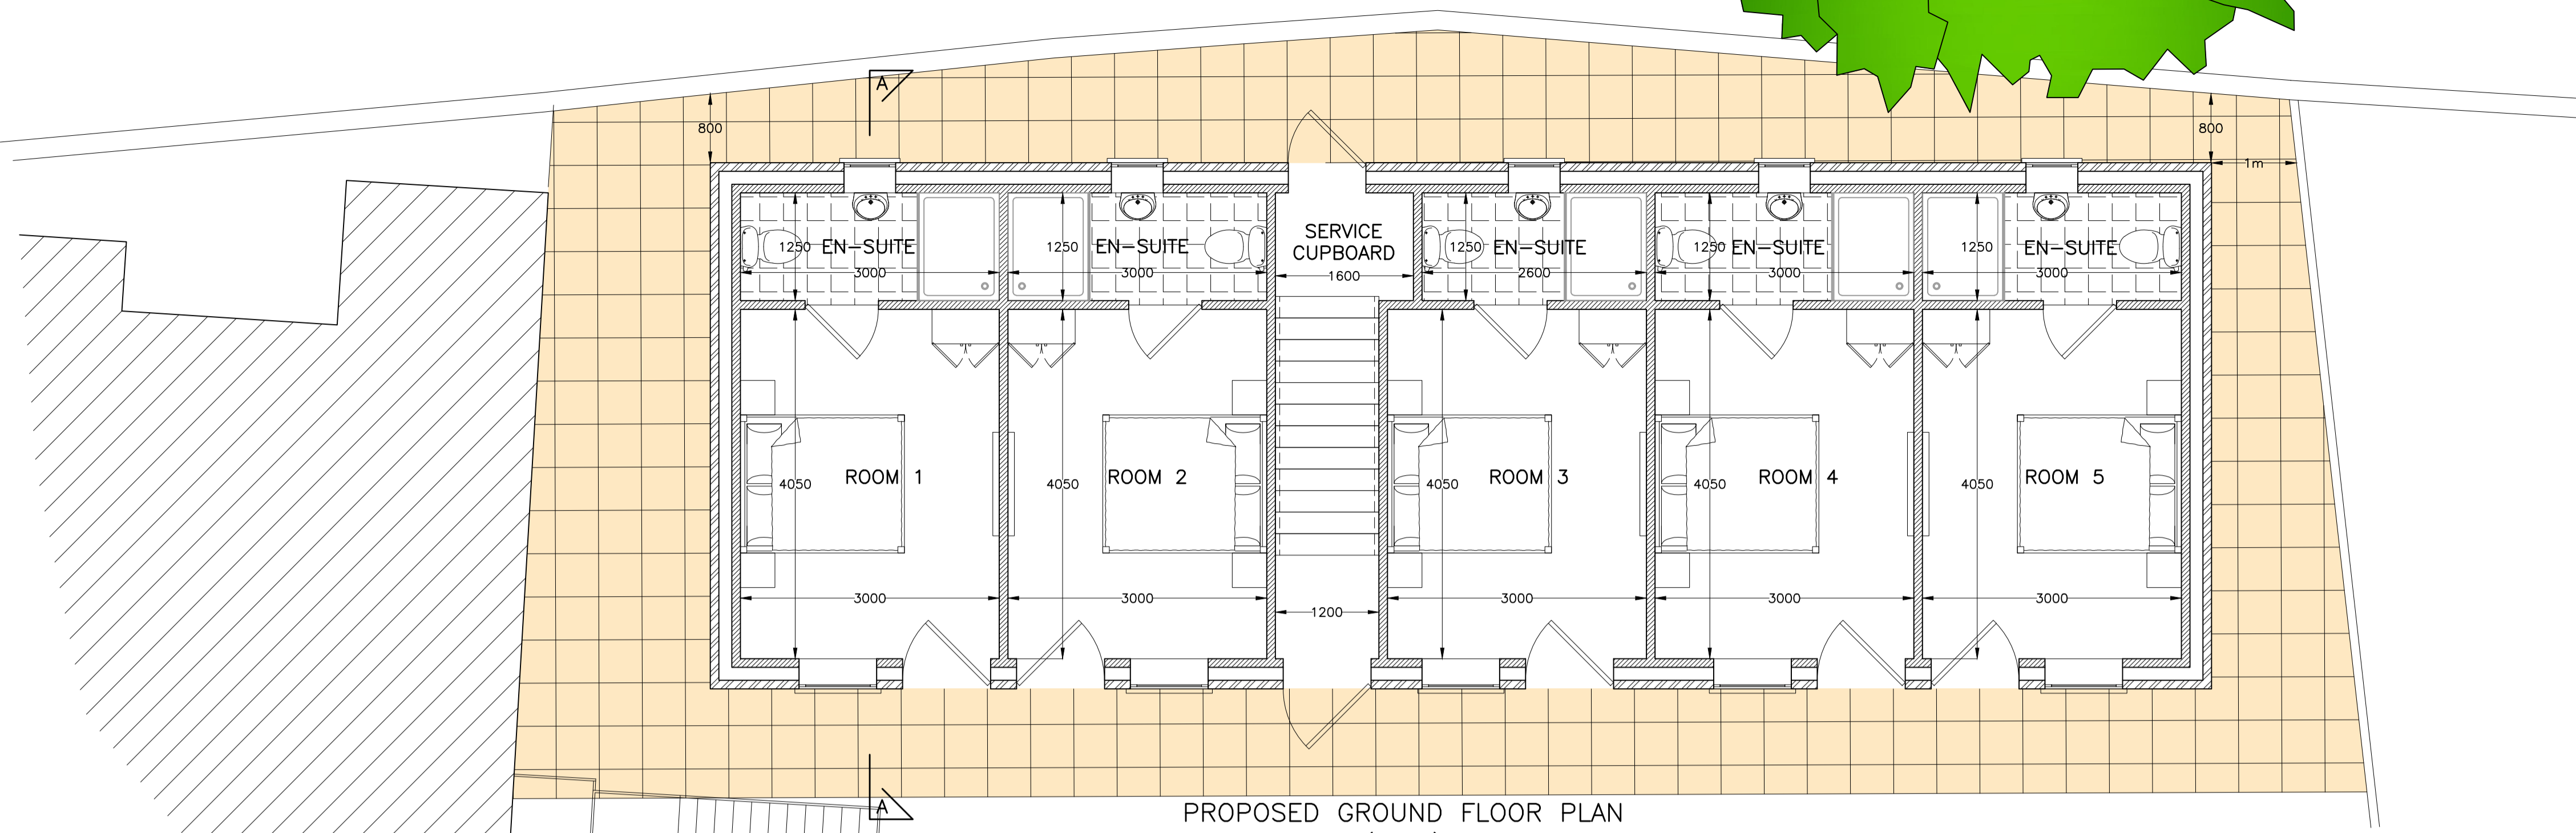 A
800
800
1m
1250 EN-SUITE
3000
1250 EN-SUITE
3000
SERVICE
CUPBOARD
1600
1250 EN-SUITE
2600
1250 EN-SUITE
3000
1250 EN-SUITE
3000
4050 ROOM 1
4050 ROOM 2
4050 ROOM 3
4050 ROOM 4
4050 ROOM 5
3000
3000
1200
3000
3000
3000
A
PROPOSED GROUND FLOOR PLAN